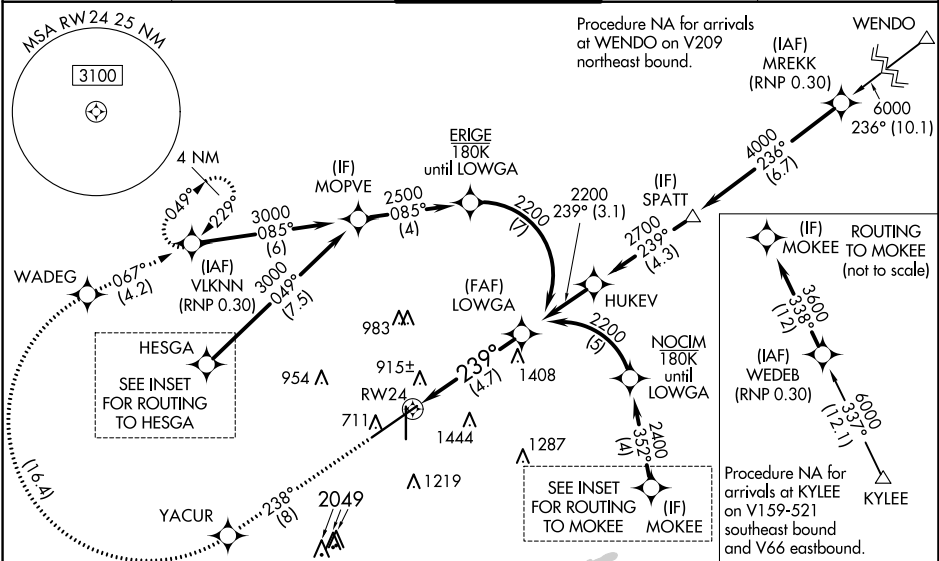 MSA RW24 25 NM
3100
Procedure NA for arrivals
at WENDO on V209
northeast bound.
WENDO
(IAF)
MREKK
(RNP 0.30)
6000
236° (10.1)
4000
236°
(6.7)
4 NM
049°
229°
(IF)
MOPVE
ERIGE
180K
until LOWGA
2500
085°
(4)
3000
085°
(6)
2200
(7)
2200
239° (3.1)
(IF)
SPATT
2700
239°
(4.3)
WADEG
067°
(4.2)
(IAF)
VLKNN
(RNP 0.30)
3000
049°
(7.5)
(FAF)
LOWGA
HUKEV
(IF)
MOKEE
ROUTING
TO MOKEE
(not to scale)
3600
338°
(12)
HESGA
SEE INSET
FOR ROUTING
TO HESGA
983
954
915±
RW24
711
239°
(4.7)
1408
1444
2200
(5)
NOCIM
180K
until
LOWGA
(IAF)
WEDEB
(RNP 0.30)
6000
337°
(12.1)
KYLEE
1287
1219
2400
352°
(4)
SEE INSET
FOR ROUTING
TO MOKEE
(IF)
MOKEE
Procedure NA for
arrivals at KYLEE
on V159-521
southeast bound
and V66 eastbound.
(16.4)
YACUR
238°
(8)
2049